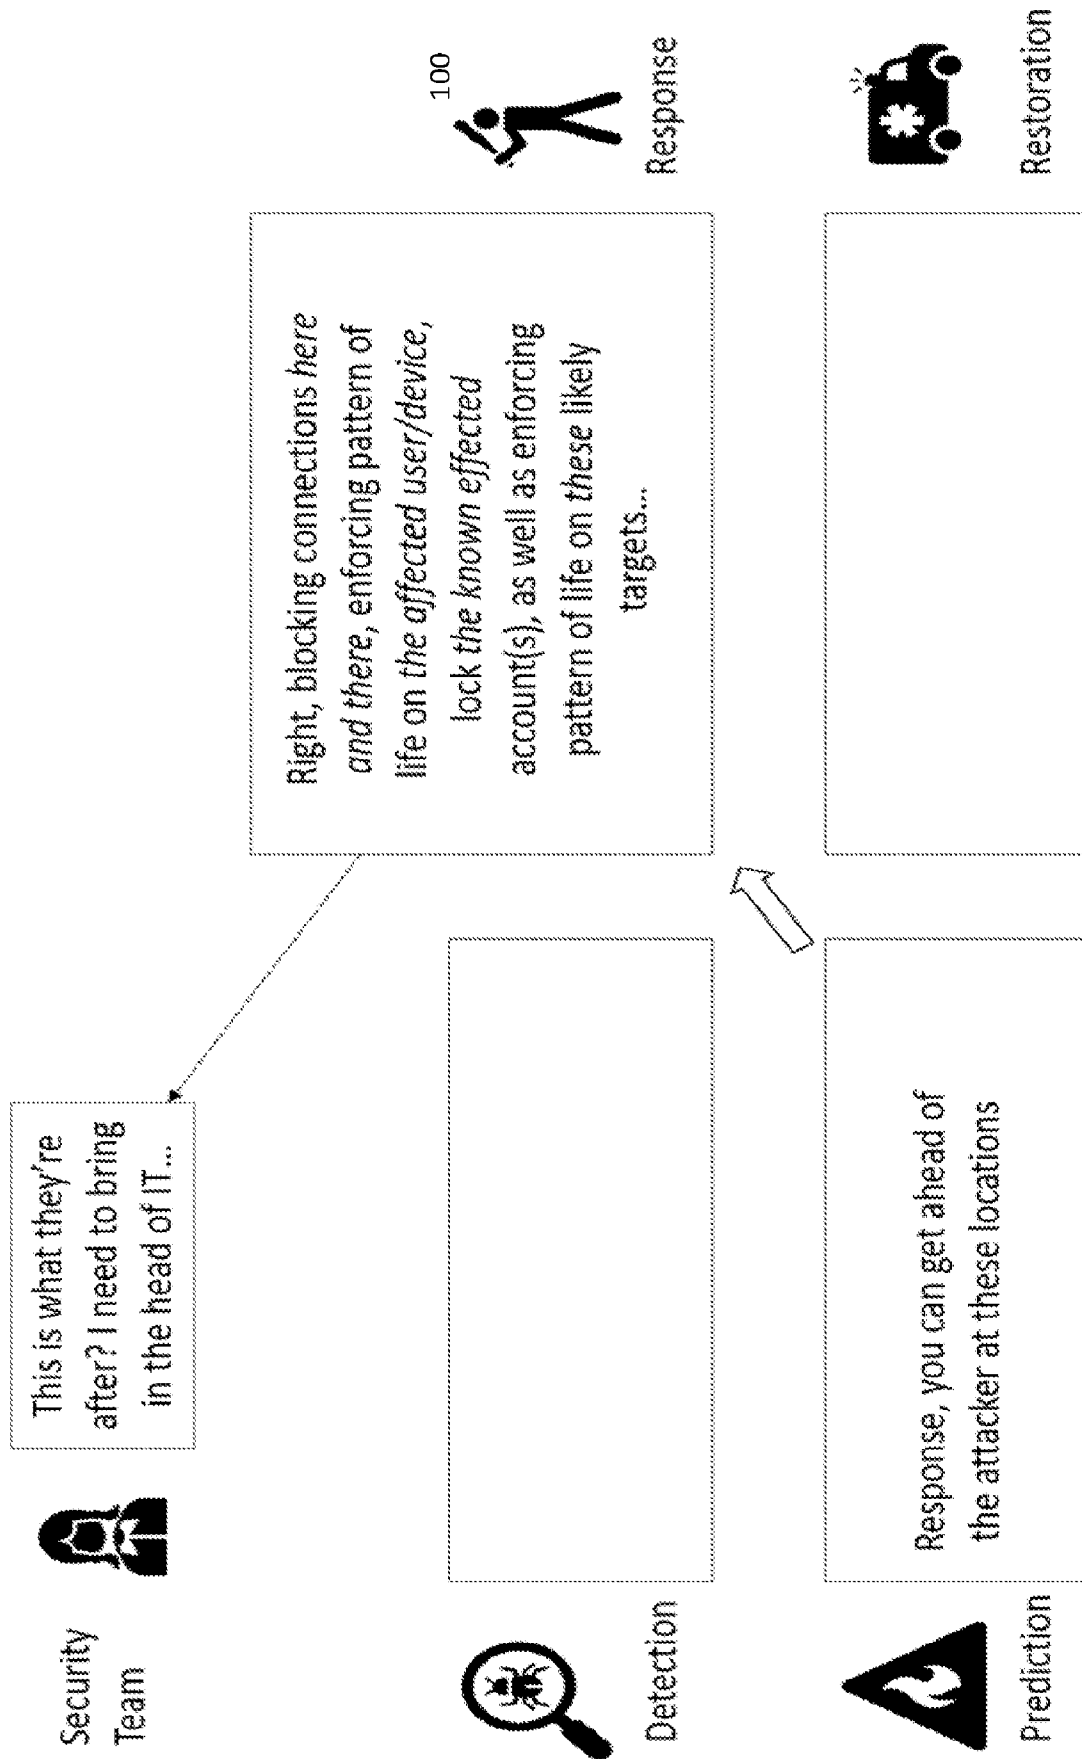 Security
Team
This is what they're
after? I need to bring
in the head of IT...
Detection
Right, blocking connections here
and there, enforcing pattern of
life on the affected user/device,
lock the known effected
account(s), as well as enforcing
pattern of life on these likely
targets...
100
Response
Prediction
Response, you can get ahead of
the attacker at these locations
Restoration